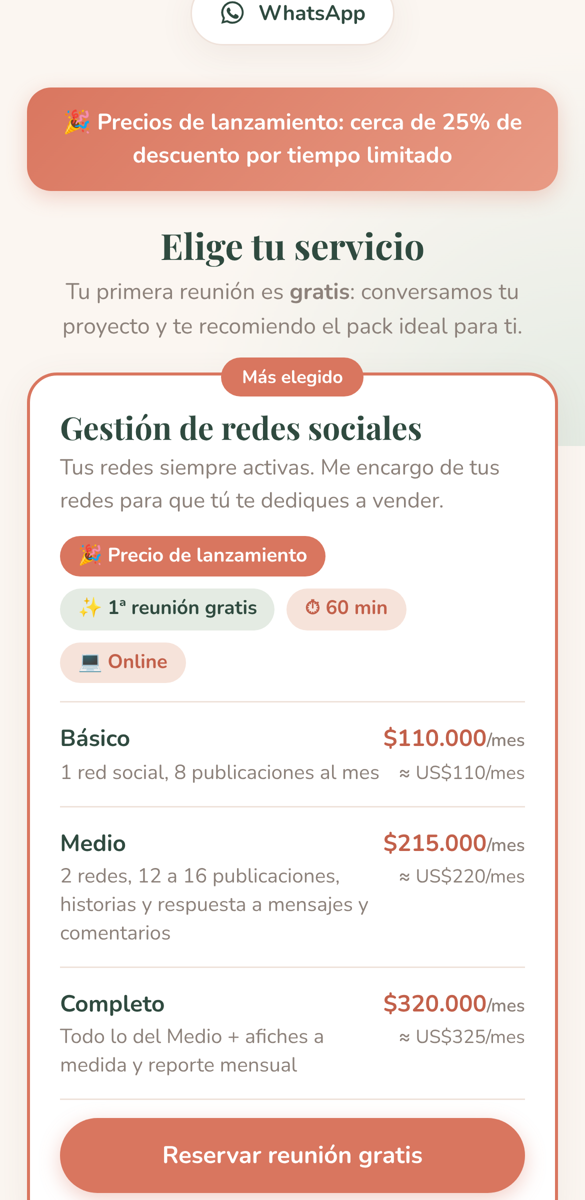 WhatsApp
🎉 Precios de lanzamiento: cerca de 25% de
descuento por tiempo limitado
Elige tu servicio
Tu primera reunión es gratis: conversamos tu
proyecto y te recomiendo el pack ideal para ti.
Más elegido
Gestión de redes sociales
Tus redes siempre activas. Me encargo de tus
redes para que tú te dediques a vender.
🎉 Precio de lanzamiento
✨ 1ª reunión gratis
⏱ 60 min
💻 Online
Básico
$110.000/mes
1 red social, 8 publicaciones al mes
≈ US$110/mes
Medio
$215.000/mes
2 redes, 12 a 16 publicaciones,
historias y respuesta a mensajes y
comentarios
≈ US$220/mes
Completo
$320.000/mes
Todo lo del Medio + afiches a
medida y reporte mensual
≈ US$325/mes
Reservar reunión gratis